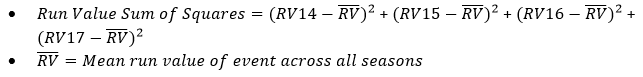 • Run Value Sum of Squares = (RV14 − R̅V̅)² + (RV15 − R̅V̅)² + (RV16 − R̅V̅)² +
(RV17 − R̅V̅)²
• R̅V̅ = Mean run value of event across all seasons